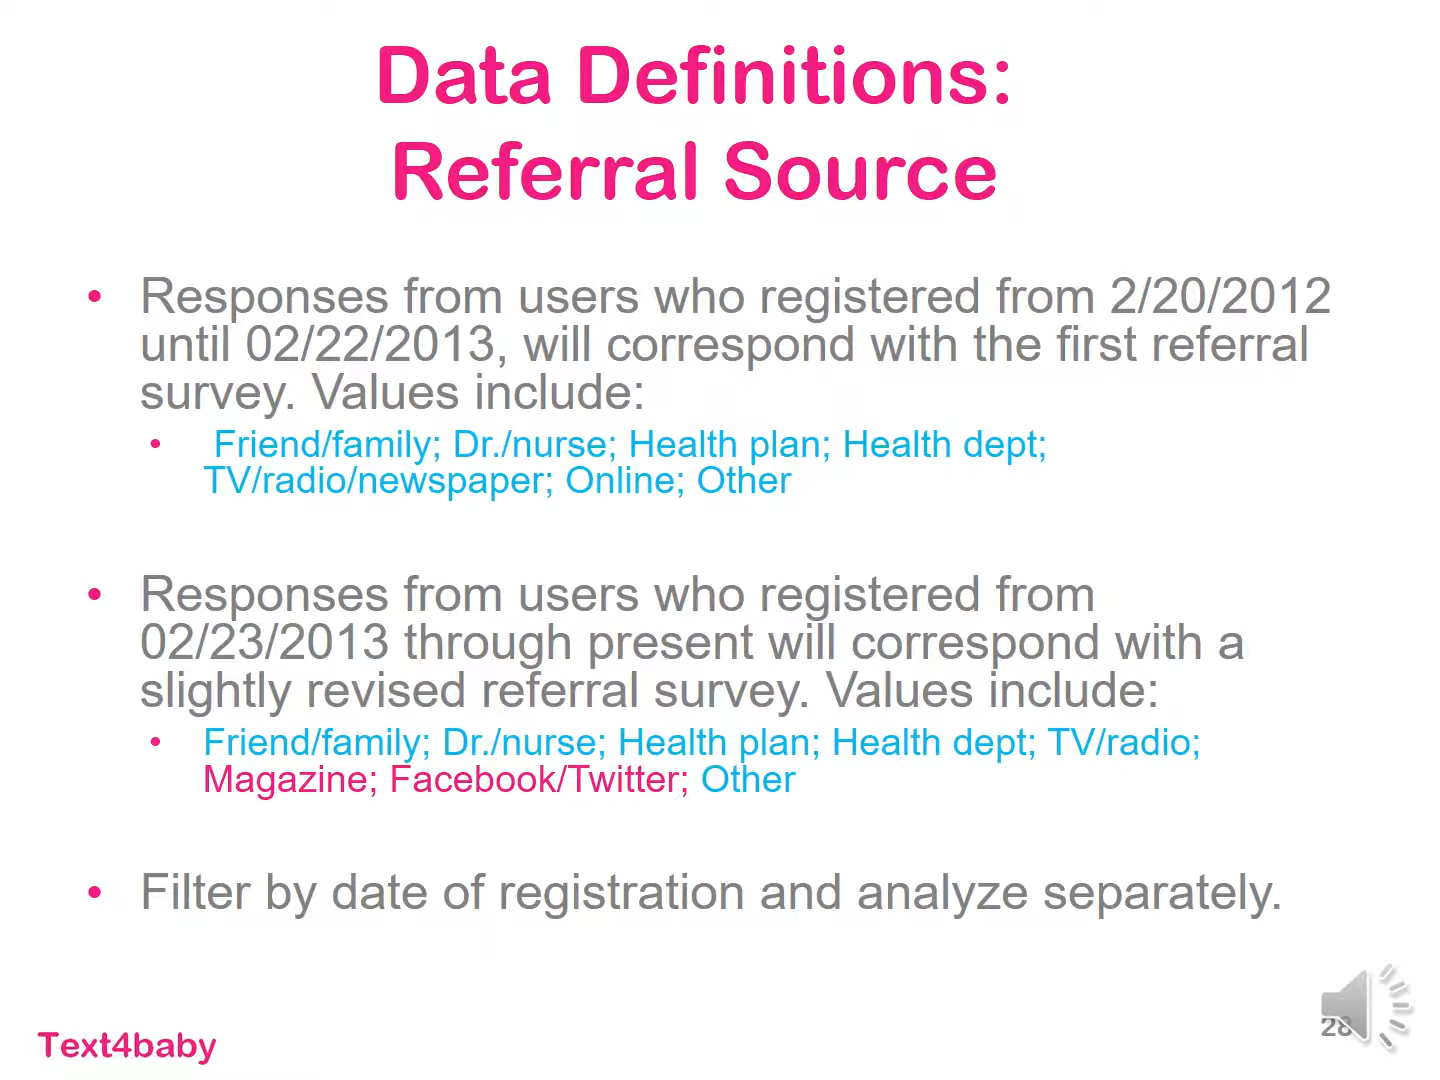 Data Definitions:
Referral Source
• Responses from users who registered from 2/20/2012
until 02/22/2013, will correspond with the first referral
survey. Values include:
• Friend/family; Dr./nurse; Health plan; Health dept;
TV/radio/newspaper; Online; Other
• Responses from users who registered from
02/23/2013 through present will correspond with a
slightly revised referral survey. Values include:
• Friend/family; Dr./nurse; Health plan; Health dept; TV/radio;
Magazine; Facebook/Twitter; Other
• Filter by date of registration and analyze separately.
Text4baby
28